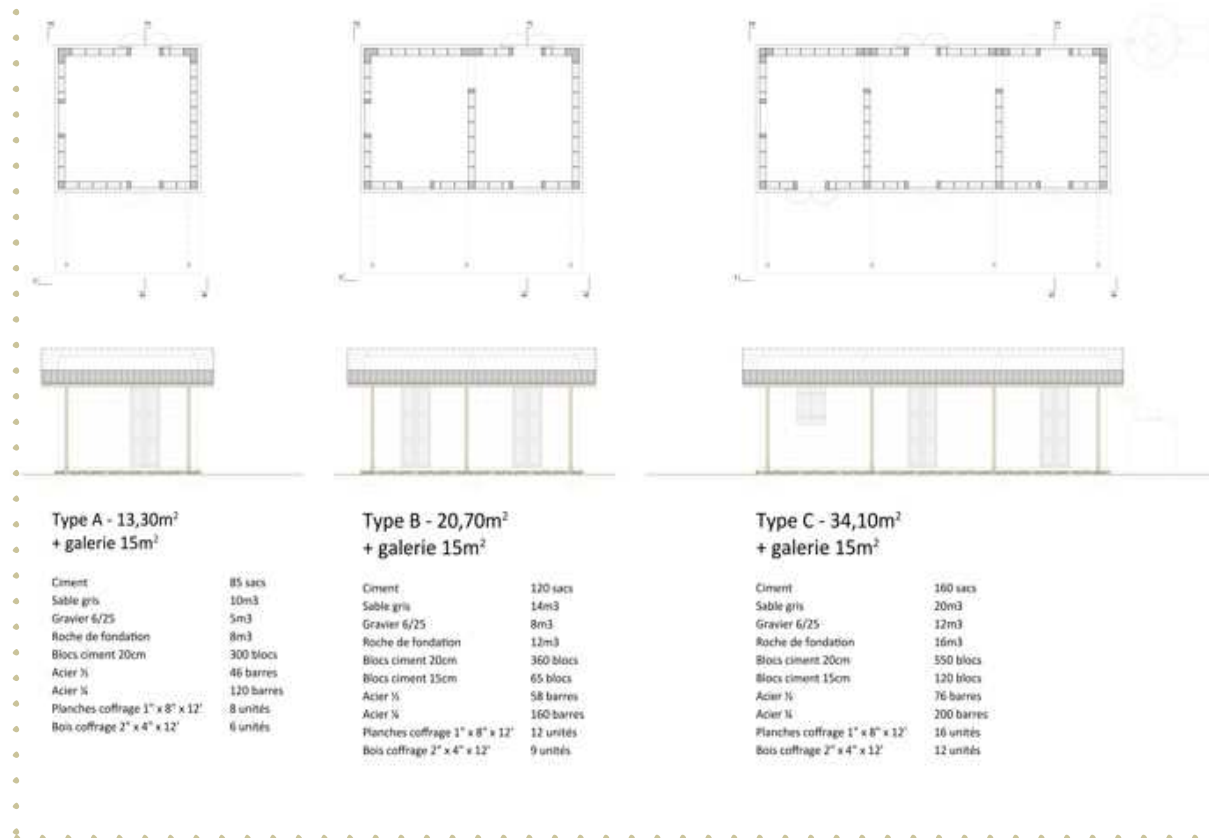 Type A - 13,30m²
+ galerie 15m²
Ciment 85 sacs
Sable gris 10m3
Gravier 6/25 5m3
Roche de fondation 8m3
Blocs ciment 20cm 300 blocs
Acier ½ 46 barres
Acier ¼ 120 barres
Planches coffrage 1" x 8" x 12' 8 unités
Bois coffrage 2" x 4" x 12' 6 unités
Type B - 20,70m²
+ galerie 15m²
Ciment 120 sacs
Sable gris 14m3
Gravier 6/25 8m3
Roche de fondation 12m3
Blocs ciment 20cm 360 blocs
Blocs ciment 15cm 65 blocs
Acier ½ 58 barres
Acier ¼ 160 barres
Planches coffrage 1" x 8" x 12' 12 unités
Bois coffrage 2" x 4" x 12' 9 unités
Type C - 34,10m²
+ galerie 15m²
Ciment 160 sacs
Sable gris 20m3
Gravier 6/25 12m3
Roche de fondation 16m3
Blocs ciment 20cm 550 blocs
Blocs ciment 15cm 120 blocs
Acier ½ 76 barres
Acier ¼ 200 barres
Planches coffrage 1" x 8" x 12' 16 unités
Bois coffrage 2" x 4" x 12' 12 unités